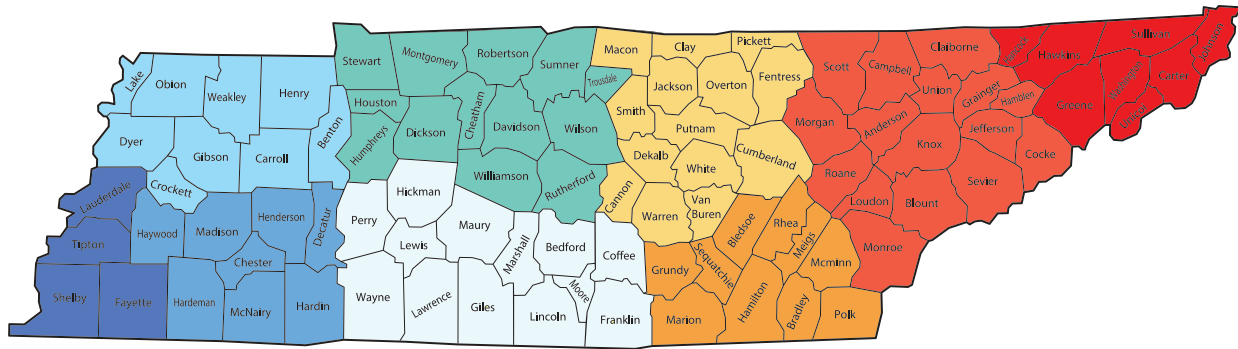 Lake
Obion
Weakley
Henry
Dyer
Gibson
Carroll
Benton
Crockett
Lauderdale
Tipton
Haywood
Madison
Henderson
Decatur
Chester
Shelby
Fayette
Hardeman
McNairy
Hardin
Stewart
Montgomery
Robertson
Sumner
Trousdale
Houston
Humphreys
Dickson
Cheatham
Davidson
Wilson
Williamson
Rutherford
Hickman
Perry
Lewis
Maury
Marshall
Bedford
Coffee
Wayne
Lawrence
Giles
Lincoln
Moore
Franklin
Macon
Clay
Pickett
Smith
Jackson
Overton
Fentress
Putnam
Dekalb
White
Cumberland
Cannon
Warren
Van
Buren
Bledsoe
Rhea
Meigs
Mcminn
Grundy
Sequatchie
Marion
Hamilton
Bradley
Polk
Scott
Campbell
Claiborne
Union
Grainger
Hamblen
Morgan
Anderson
Knox
Jefferson
Cocke
Roane
Loudon
Blount
Sevier
Monroe
Hawkins
Sullivan
Johnson
Greene
Washington
Carter
Unicoi